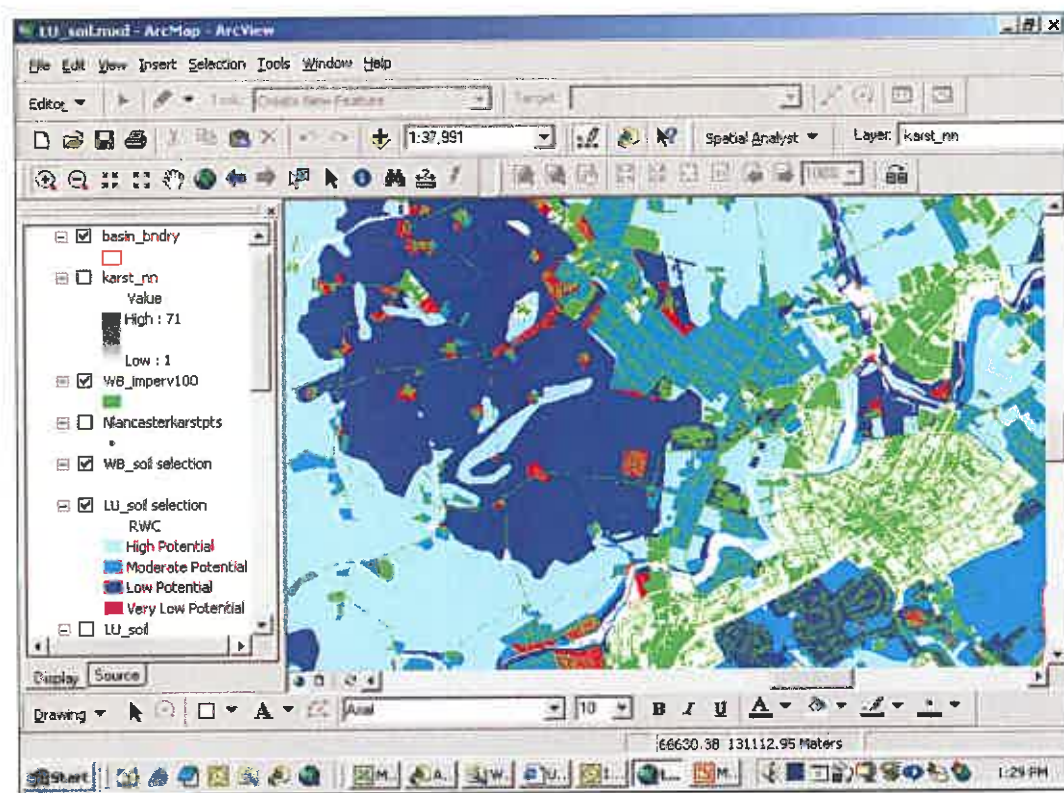 LU_soil.mxd - ArcMap - ArcView
File Edit View Insert Selection Tools Window Help
Editor Task: Create New Feature Target:
1:37,991 Spatial Analyst Layer: karst_nn
100%
basin_bndry
karst_nn
Value
High : 71
Low : 1
WB_imperv100
Nlancasterkarstpts
WB_soil selection
LU_soil selection
RWC
High Potential
Moderate Potential
Low Potential
Very Low Potential
LU_soil
Display Source
Drawing A Arial 10 B I U A
66630.38 131112.95 Meters
Start M... A... W... U... I... L... M... 1:29 PM